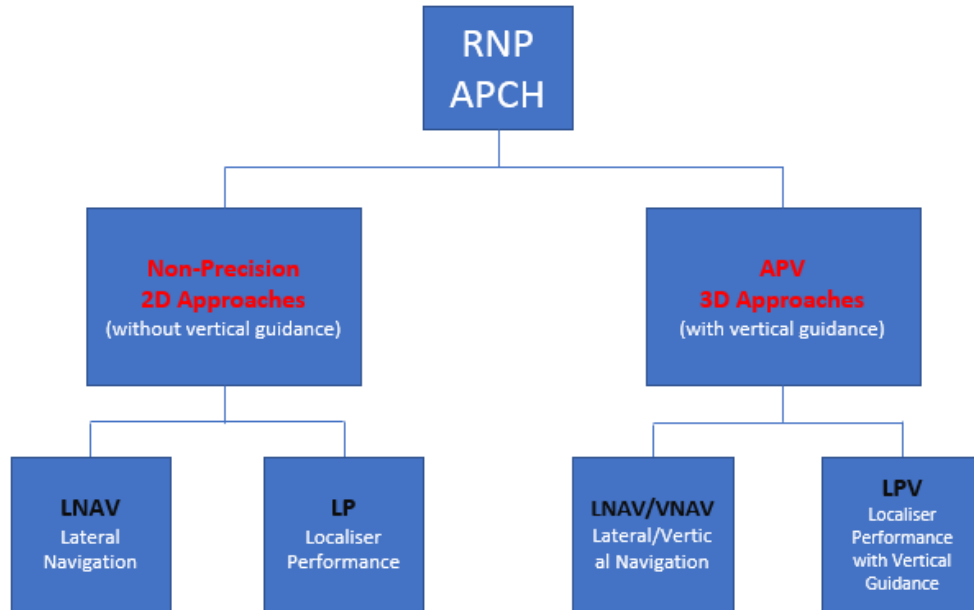 RNP
APCH
Non-Precision
2D Approaches
(without vertical guidance)
APV
3D Approaches
(with vertical guidance)
LNAV
Lateral
Navigation
LP
Localiser
Performance
LNAV/VNAV
Lateral/Vertic
al Navigation
LPV
Localiser
Performance
with Vertical
Guidance